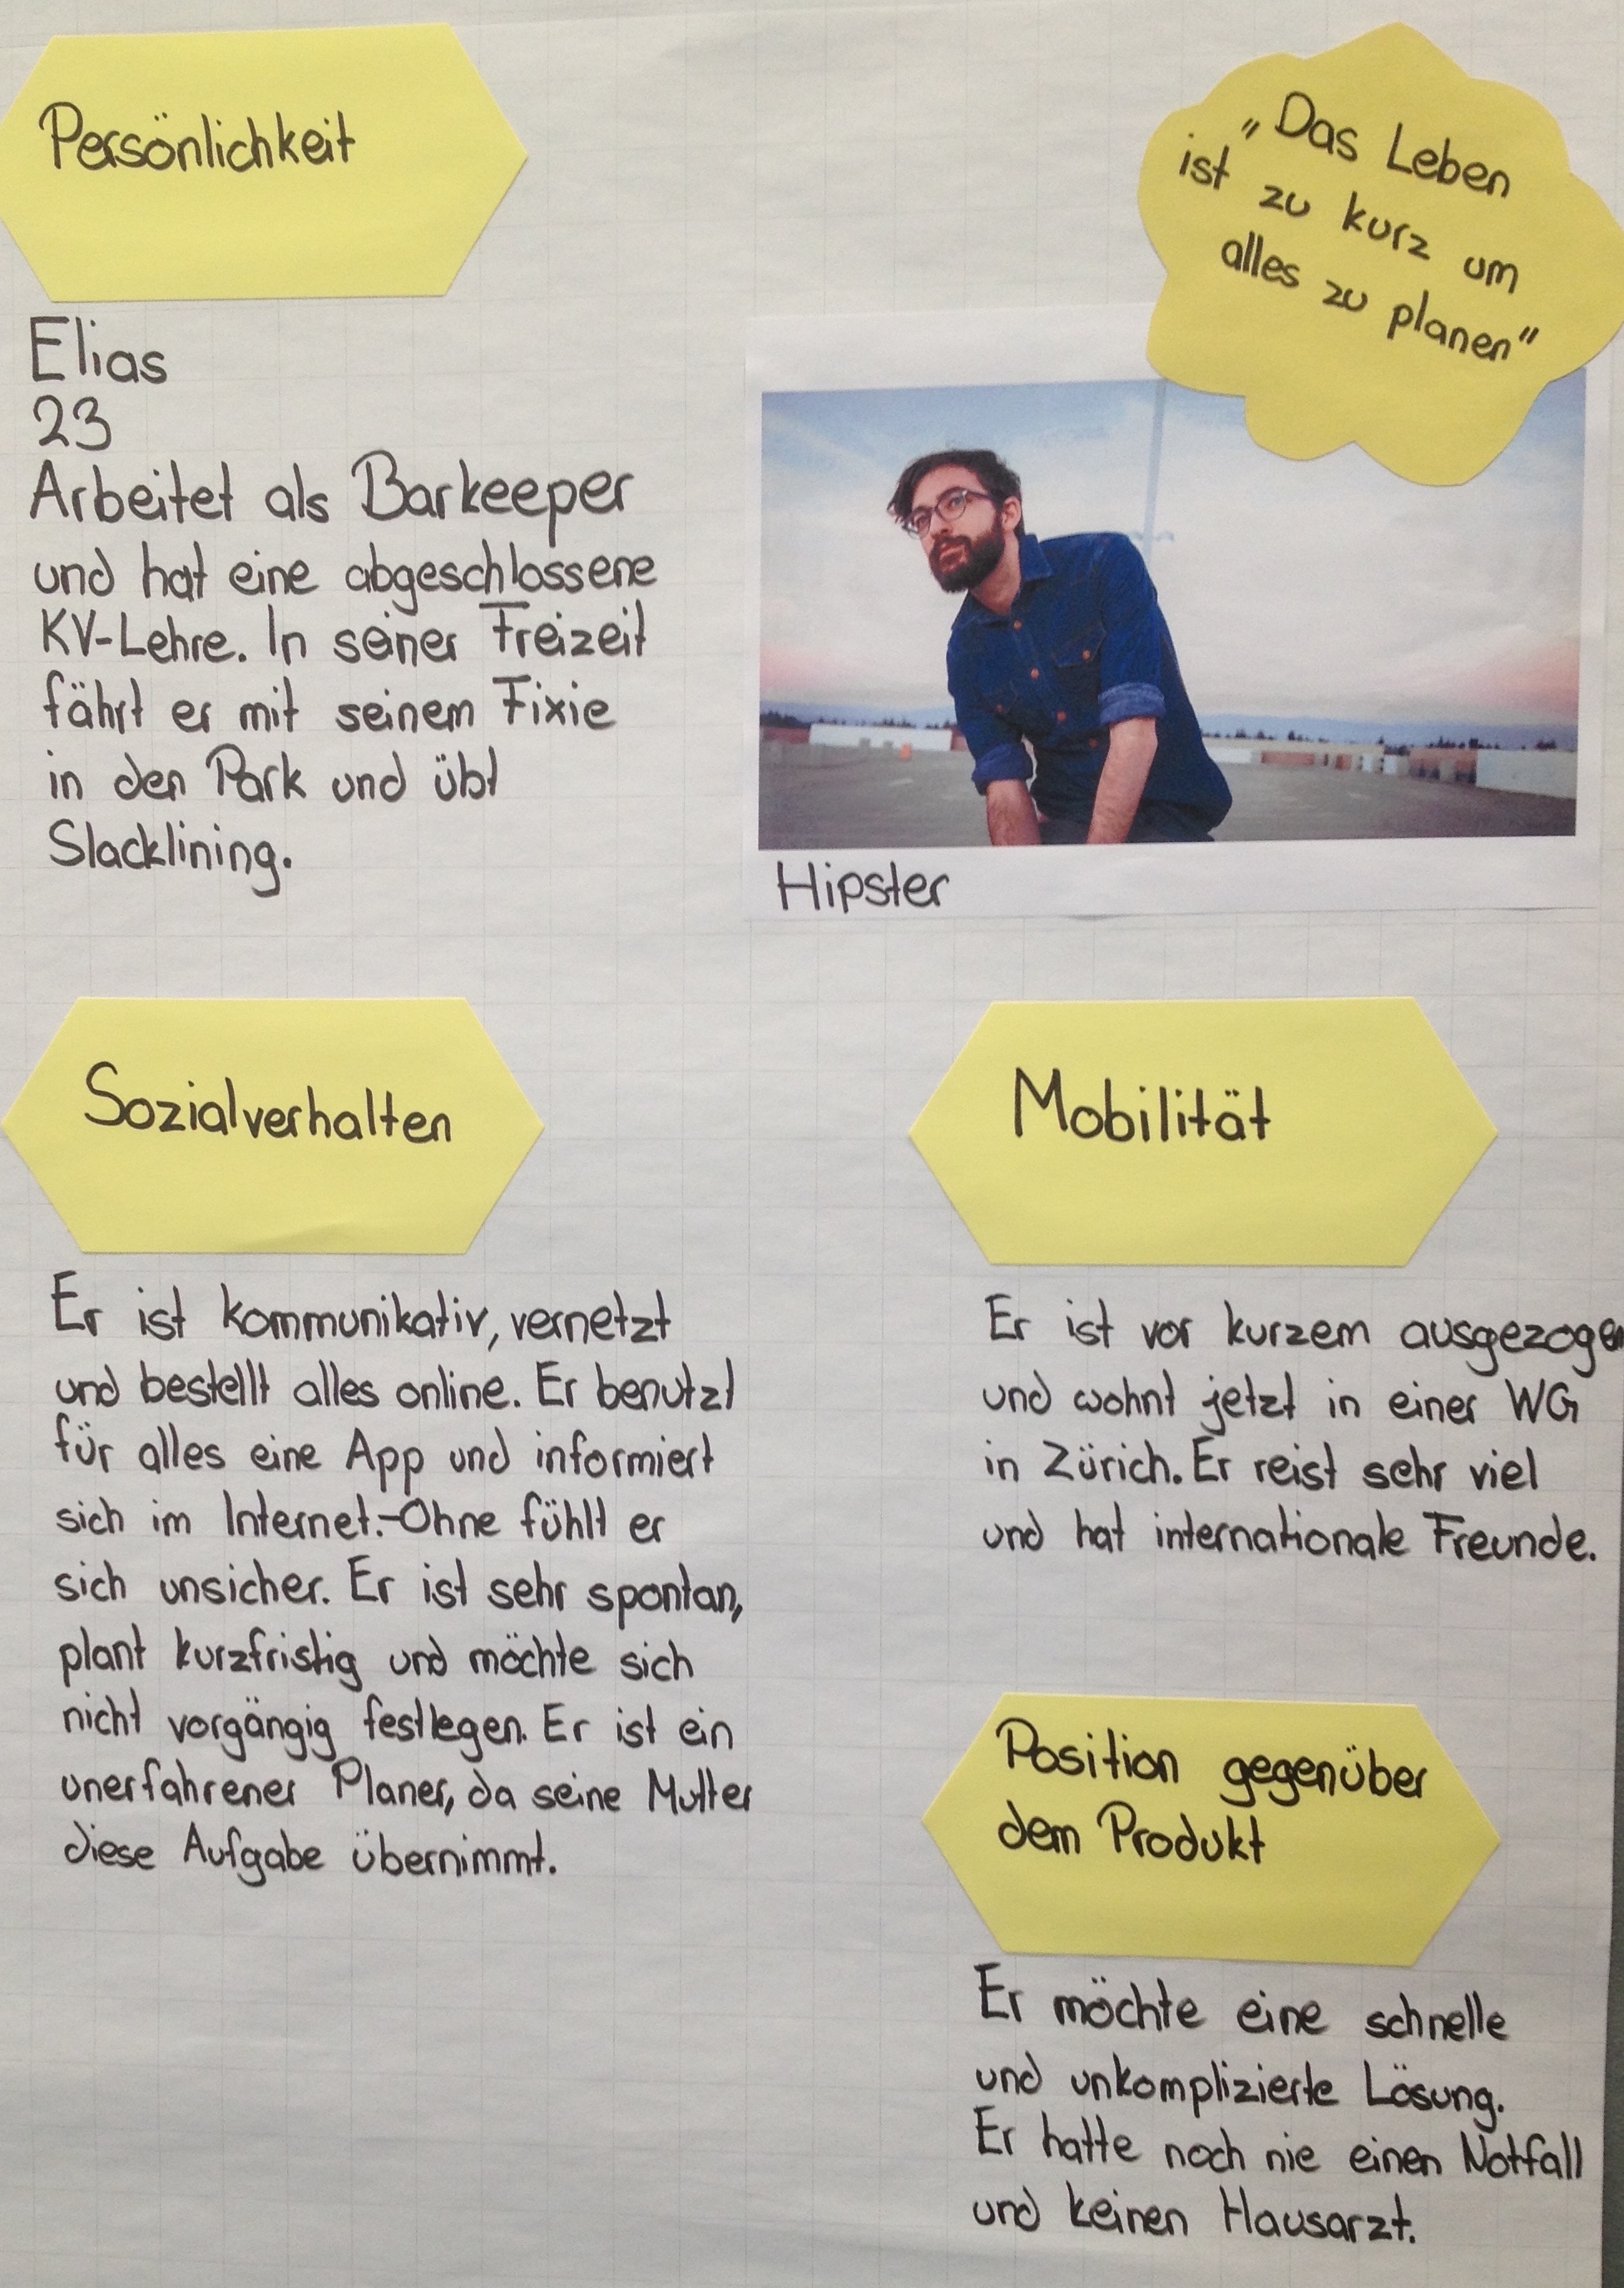 Persönlichkeit
Elias
23
Arbeitet als Barkeeper
und hat eine abgeschlossene
KV-Lehre. In seiner Freizeit
fährt er mit seinem Fixie
in den Park und übt
Slacklining.
„Das Leben
ist zu kurz um
alles zu planen"
Hipster
Sozialverhalten
Er ist kommunikativ, vernetzt
und bestellt alles online. Er benutzt
für alles eine App und informiert
sich im Internet.-Ohne fühlt er
sich unsicher. Er ist sehr spontan,
plant kurzfristig und möchte sich
nicht vorgängig festlegen. Er ist ein
unerfahrener Planer, da seine Mutter
diese Aufgabe übernimmt.
Mobilität
Er ist vor kurzem ausgezogen
und wohnt jetzt in einer WG
in Zürich. Er reist sehr viel
und hat internationale Freunde.
Position gegenüber
dem Produkt
Er möchte eine schnelle
und unkomplizierte Lösung.
Er hatte noch nie einen Notfall
und keinen Hausarzt.